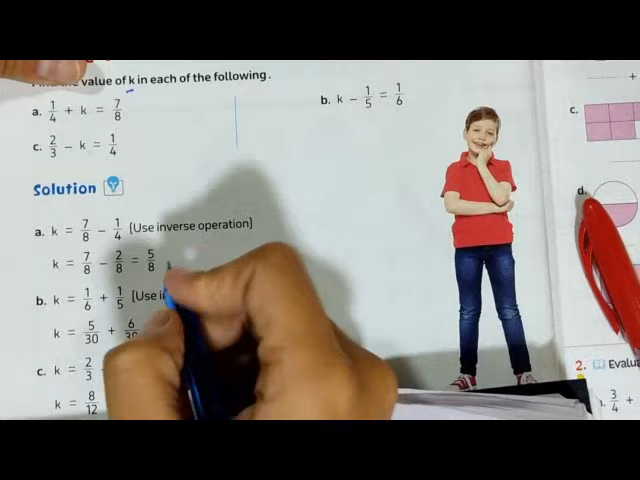 the value of k in each of the following.
a. 1/4 + k = 7/8
b. k - 1/5 = 1/6
c. 2/3 - k = 1/4
Solution
a. k = 7/8 - 1/4 (Use inverse operation)
k = 7/8 - 2/8 = 5/8
b. k = 1/6 + 1/5 (Use
k = 5/30 + 6/30
c. k = 2/3
k = 8/12
c.
d.
2. Evalua
3/4 +